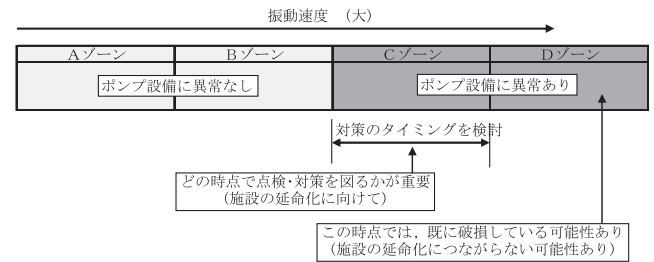 振動速度　（大）
Aゾーン　Bゾーン　Cゾーン　Dゾーン
ポンプ設備に異常なし　ポンプ設備に異常あり
対策のタイミングを検討
どの時点で点検・対策を図るかが重要
（施設の延命化に向けて）
この時点では，既に破損している可能性あり
（施設の延命化につながらない可能性あり）